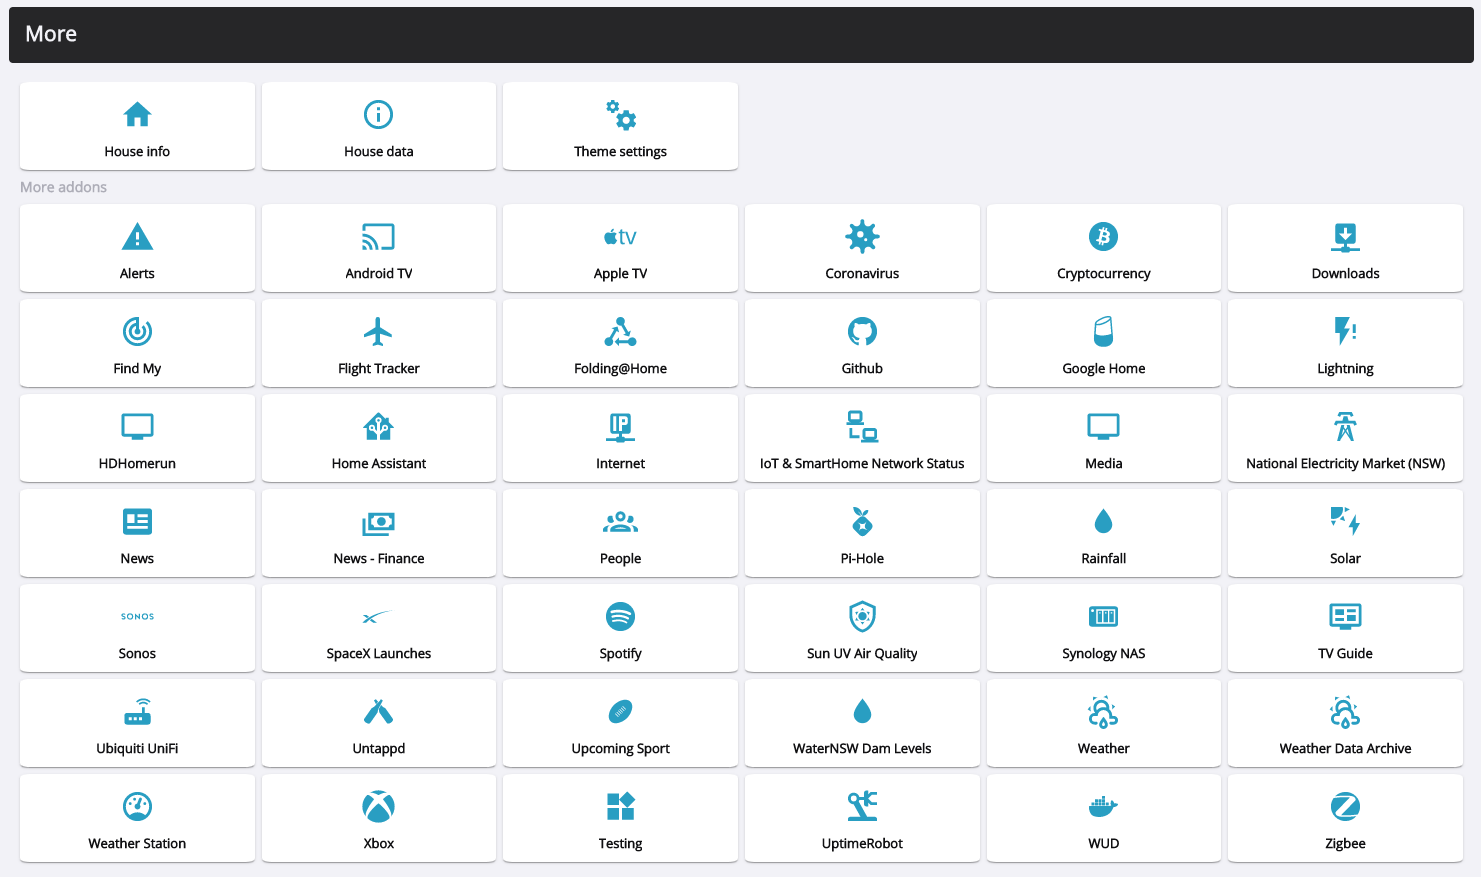 More
House info
House data
Theme settings
More addons
Alerts
Android TV
tv
Apple TV
Coronavirus
Cryptocurrency
Downloads
Find My
Flight Tracker
Folding@Home
Github
Google Home
Lightning
HDHomerun
Home Assistant
IP
Internet
IoT & SmartHome Network Status
Media
National Electricity Market (NSW)
News
News - Finance
People
Pi-Hole
Rainfall
Solar
SONOS
Sonos
SpaceX Launches
Spotify
Sun UV Air Quality
Synology NAS
TV Guide
Ubiquiti UniFi
Untappd
Upcoming Sport
WaterNSW Dam Levels
Weather
Weather Data Archive
Weather Station
Xbox
Testing
UptimeRobot
WUD
Zigbee